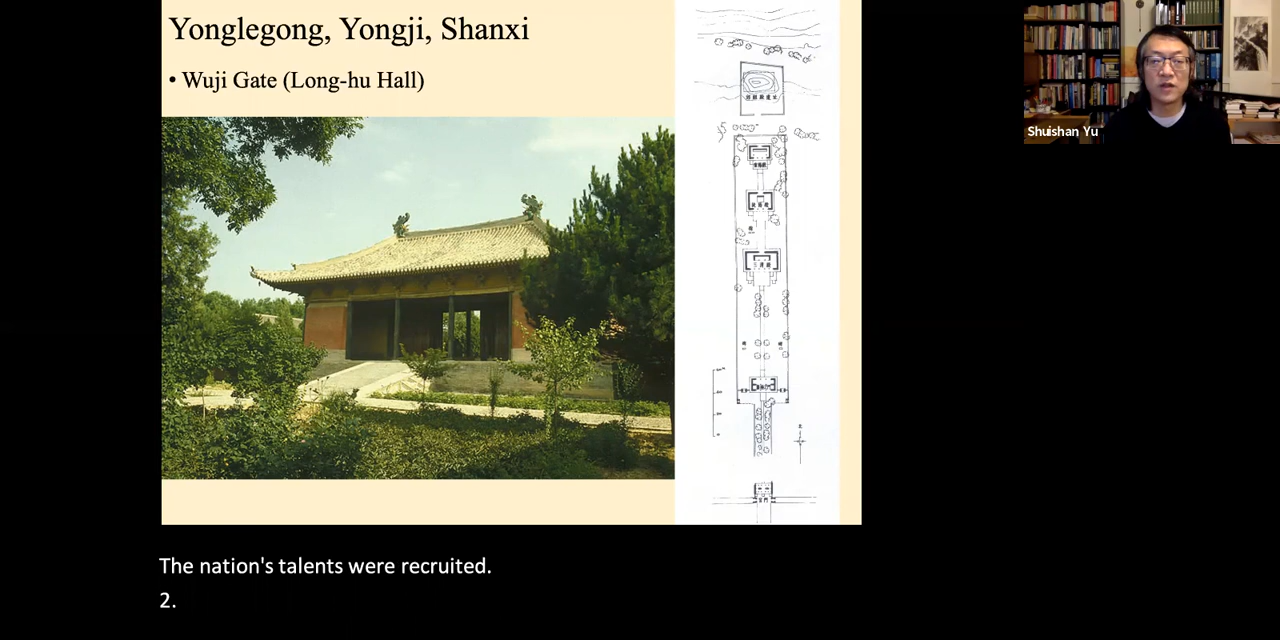 Yonglegong, Yongji, Shanxi
• Wuji Gate (Long-hu Hall)
Shuishan Yu
The nation's talents were recruited.
2.